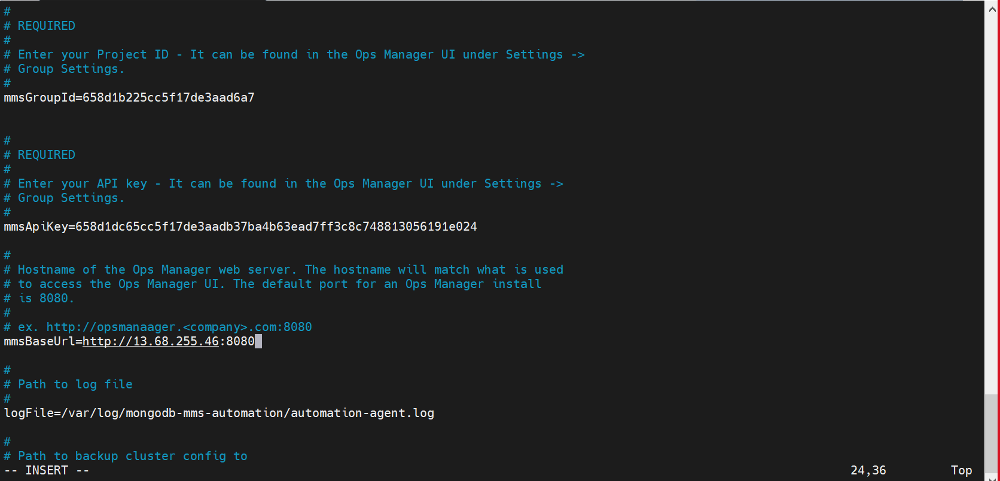 #
# REQUIRED
#
# Enter your Project ID - It can be found in the Ops Manager UI under Settings ->
# Group Settings.
#
mmsGroupId=658d1b225cc5f17de3aad6a7
#
# REQUIRED
#
# Enter your API key - It can be found in the Ops Manager UI under Settings ->
# Group Settings.
#
mmsApiKey=658d1dc65cc5f17de3aadb37ba4b63ead7ff3c8c748813056191e024
#
# Hostname of the Ops Manager web server. The hostname will match what is used
# to access the Ops Manager UI. The default port for an Ops Manager install
# is 8080.
#
# ex. http://opsmanaager.<company>.com:8080
mmsBaseUrl=http://13.68.255.46:8080
#
# Path to log file
#
logFile=/var/log/mongodb-mms-automation/automation-agent.log
#
# Path to backup cluster config to
-- INSERT -- 24,36 Top